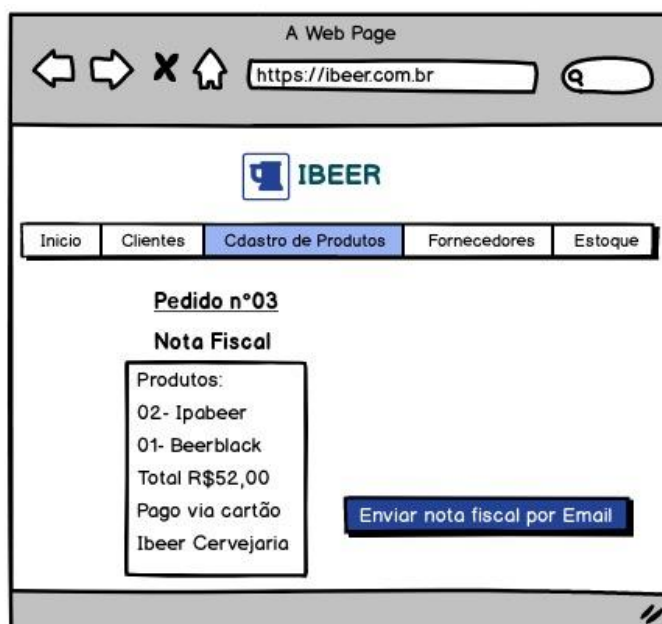 A Web Page
https://ibeer.com.br
IBEER
Inicio Clientes Cdastro de Produtos Fornecedores Estoque
Pedido nº03
Nota Fiscal
Produtos:
02- Ipabeer
01- Beerblack
Total R$52,00
Pago via cartão
Enviar nota fiscal por Email
Ibeer Cervejaria